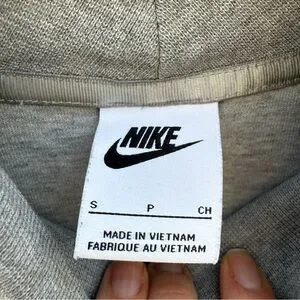 NIKE
S P CH
MADE IN VIETNAM
FABRIQUE AU VIETNAM